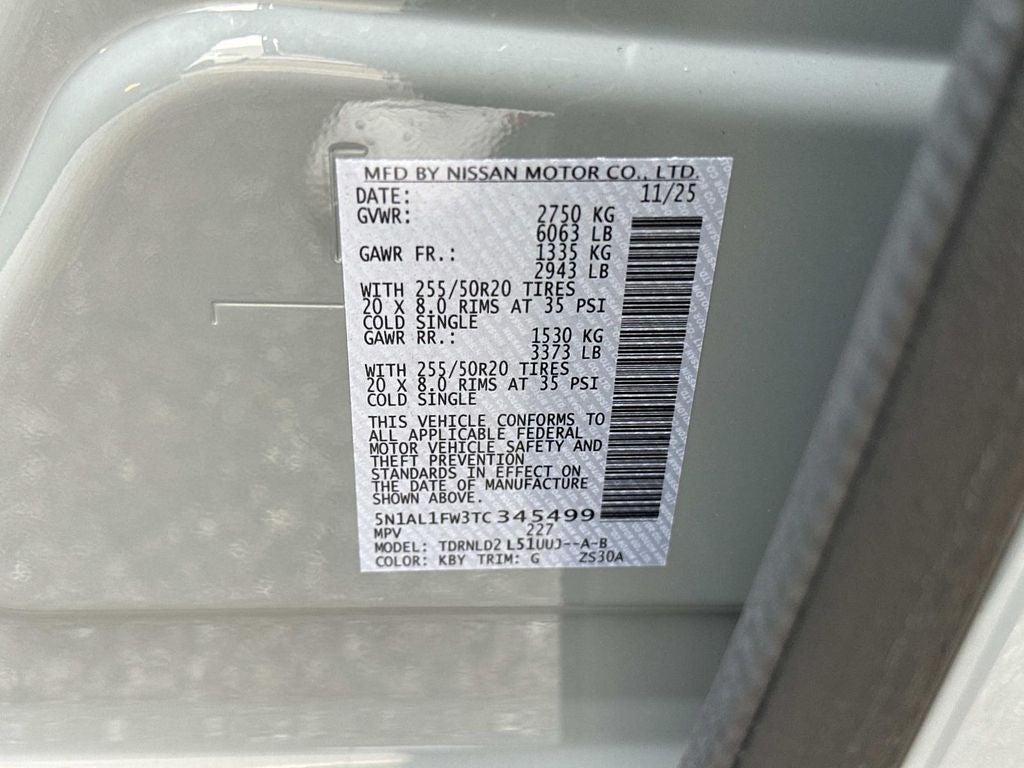 MFD BY NISSAN MOTOR CO., LTD.
DATE: 11/25
GVWR: 2750 KG
6063 LB
GAWR FR.: 1335 KG
2943 LB
WITH 255/50R20 TIRES
20 X 8.0 RIMS AT 35 PSI
COLD SINGLE
GAWR RR.: 1530 KG
3373 LB
WITH 255/50R20 TIRES
20 X 8.0 RIMS AT 35 PSI
COLD SINGLE
THIS VEHICLE CONFORMS TO
ALL APPLICABLE FEDERAL
MOTOR VEHICLE SAFETY AND
THEFT PREVENTION
STANDARDS IN EFFECT ON
THE DATE OF MANUFACTURE
SHOWN ABOVE.
5N1AL1FW3TC345499
MPV 227
MODEL: TDRNLD2 L51UUJ--A-B
COLOR: KBY TRIM: G ZS30A